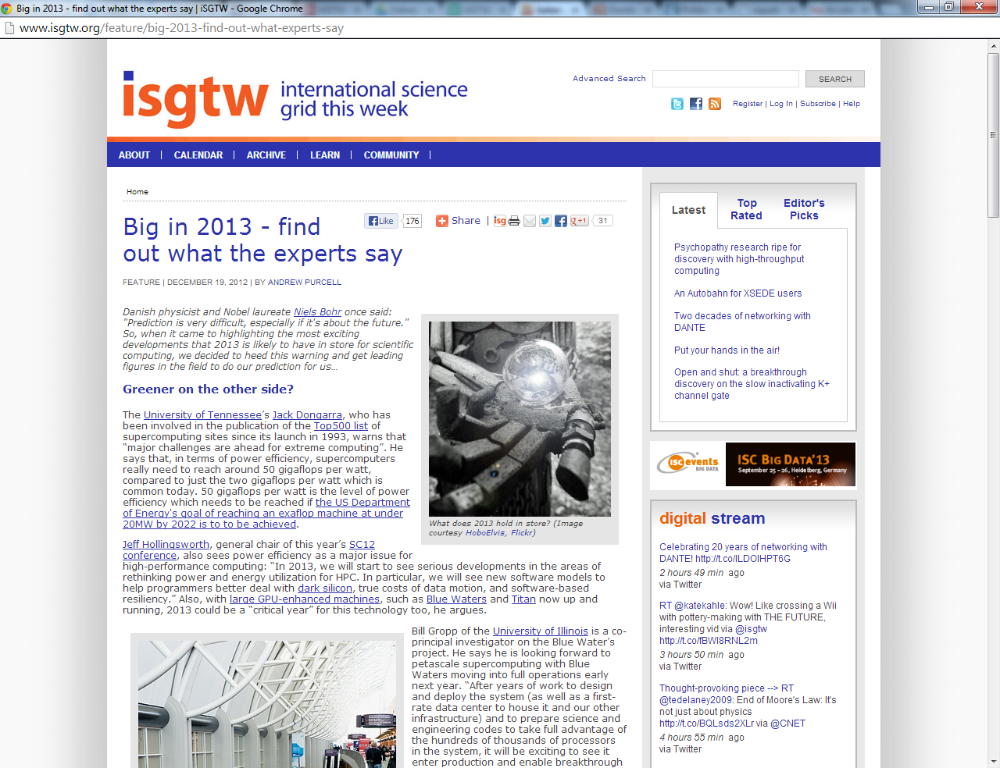 Big in 2013 - find out what the experts say | iSGTW - Google Chrome
www.isgtw.org/feature/big-2013-find-out-what-experts-say
isgtw international science
grid this week
Advanced Search
SEARCH
Register | Log In | Subscribe | Help
ABOUT | CALENDAR | ARCHIVE | LEARN | COMMUNITY |
Home
Big in 2013 - find
out what the experts say
Like 176
Share | isg
+1 31
FEATURE | DECEMBER 19, 2012 | BY ANDREW PURCELL
Danish physicist and Nobel laureate Niels Bohr once said:
"Prediction is very difficult, especially if it's about the future."
So, when it came to highlighting the most exciting
developments that 2013 is likely to have in store for scientific
computing, we decided to heed this warning and get leading
figures in the field to do our prediction for us…
Greener on the other side?
The University of Tennessee’s Jack Dongarra, who has
been involved in the publication of the Top500 list of
supercomputing sites since its launch in 1993, warns that
“major challenges are ahead for extreme computing”. He
says that, in terms of power efficiency, supercomputers
really need to reach around 50 gigaflops per watt,
compared to just the two gigaflops per watt which is
common today. 50 gigaflops per watt is the level of power
efficiency which needs to be reached if the US Department
of Energy's goal of reaching an exaflop machine at under
20MW by 2022 is to to be achieved.
What does 2013 hold in store? (Image
courtesy HoboElvis, Flickr)
Jeff Hollingsworth, general chair of this year’s SC12
conference, also sees power efficiency as a major issue for
high-performance computing: “In 2013, we will start to see serious developments in the areas of
rethinking power and energy utilization for HPC. In particular, we will see new software models to
help programmers better deal with dark silicon, true costs of data motion, and software-based
resiliency.” Also, with large GPU-enhanced machines, such as Blue Waters and Titan now up and
running, 2013 could be a “critical year” for this technology too, he argues.
Bill Gropp of the University of Illinois is a co-
principal investigator on the Blue Water’s
project. He says he is looking forward to
petascale supercomputing with Blue
Waters moving into full operations early
next year. “After years of work to design
and deploy the system (as well as a first-
rate data center to house it and our other
infrastructure) and to prepare science and
engineering codes to take full advantage of
the hundreds of thousands of processors
in the system, it will be exciting to see it
enter production and enable breakthrough
Latest
Top
Rated
Editor's
Picks
Psychopathy research ripe for
discovery with high-throughput
computing
An Autobahn for XSEDE users
Two decades of networking with
DANTE
Put your hands in the air!
Open and shut: a breakthrough
discovery on the slow inactivating K+
channel gate
isc events
BIG DATA
ISC BIG DATA'13
September 25 – 26, Heidelberg, Germany
digital stream
Celebrating 20 years of networking with
DANTE! http://t.co/lLDOIHPT6G
2 hours 49 min ago
via Twitter
RT @katekahle: Wow! Like crossing a Wii
with pottery-making with THE FUTURE,
interesting vid via @isgtw
http://t.co/fBWI8RNL2m
3 hours 50 min ago
via Twitter
Thought-provoking piece --> RT
@tedelaney2009: End of Moore's Law: It's
not just about physics
http://t.co/BQLsds2XLr via @CNET
4 hours 55 min ago
via Twitter